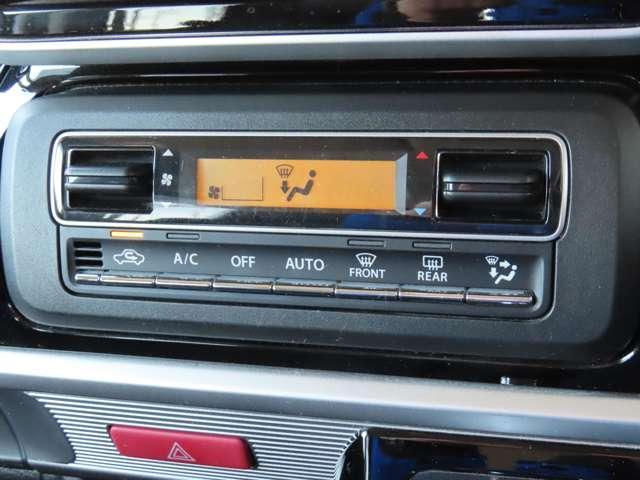 A/C OFF AUTO FRONT REAR